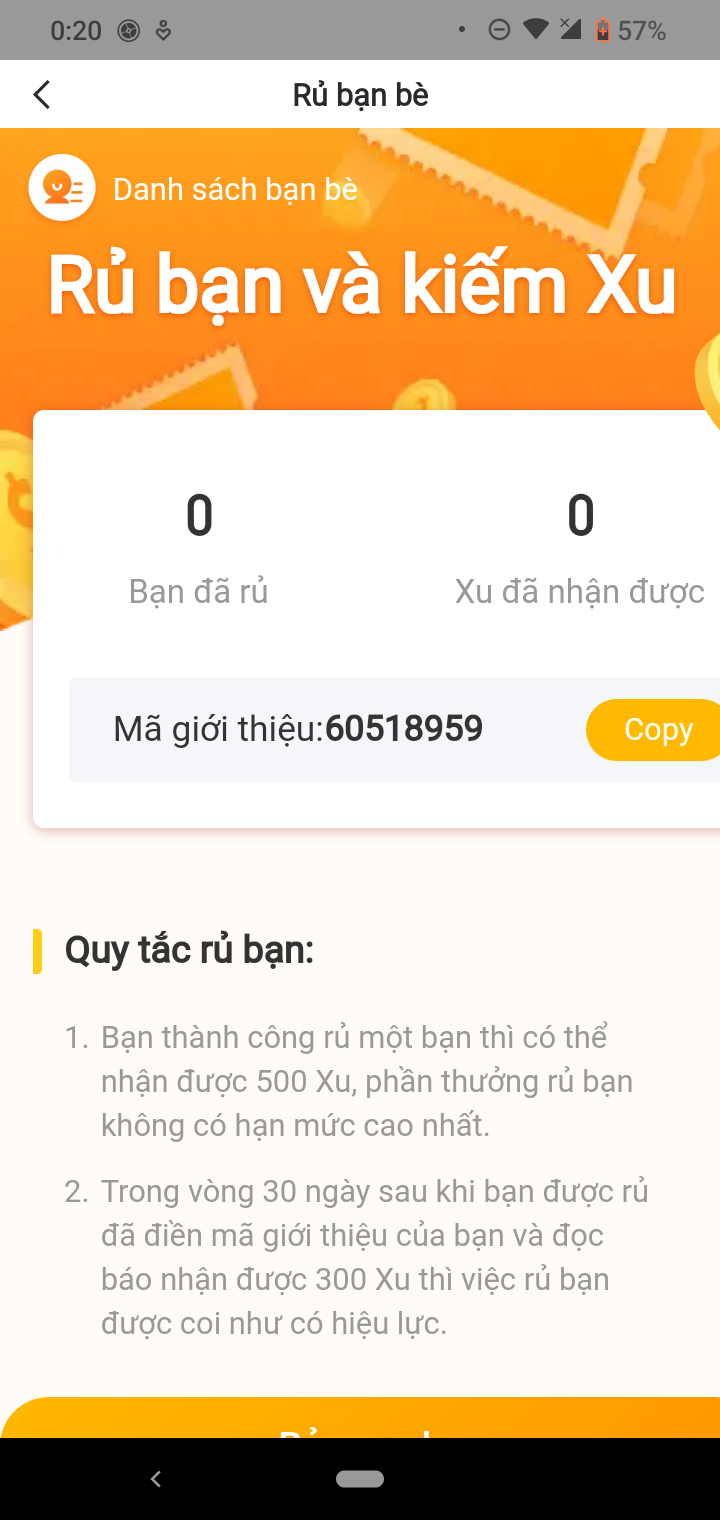 0:20
57%
Rủ bạn bè
Danh sách bạn bè
Rủ bạn và kiếm Xu
0
0
Bạn đã rủ
Xu đã nhận được
Mã giới thiệu:60518959
Copy
Quy tắc rủ bạn:
1. Bạn thành công rủ một bạn thì có thể
nhận được 500 Xu, phần thưởng rủ bạn
không có hạn mức cao nhất.
2. Trong vòng 30 ngày sau khi bạn được rủ
đã điền mã giới thiệu của bạn và đọc
báo nhận được 300 Xu thì việc rủ bạn
được coi như có hiệu lực.